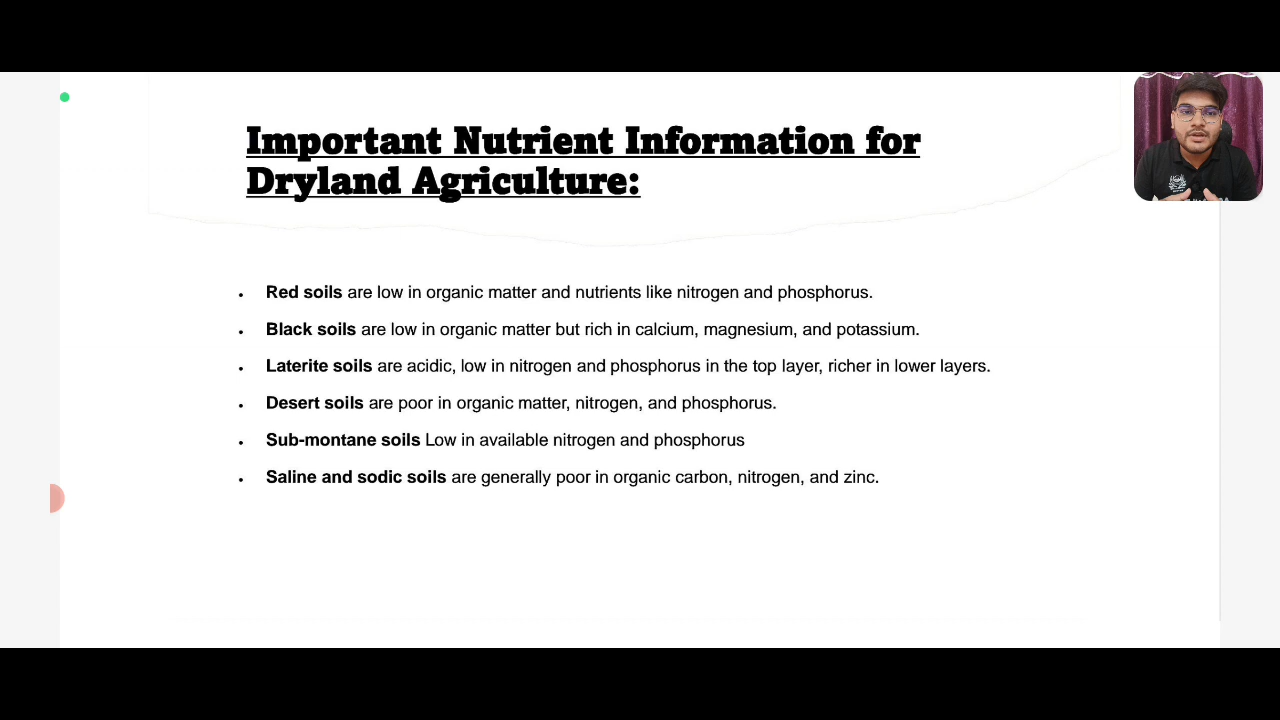 Important Nutrient Information for
Dryland Agriculture:
• Red soils are low in organic matter and nutrients like nitrogen and phosphorus.
• Black soils are low in organic matter but rich in calcium, magnesium, and potassium.
• Laterite soils are acidic, low in nitrogen and phosphorus in the top layer, richer in lower layers.
• Desert soils are poor in organic matter, nitrogen, and phosphorus.
• Sub-montane soils Low in available nitrogen and phosphorus
• Saline and sodic soils are generally poor in organic carbon, nitrogen, and zinc.